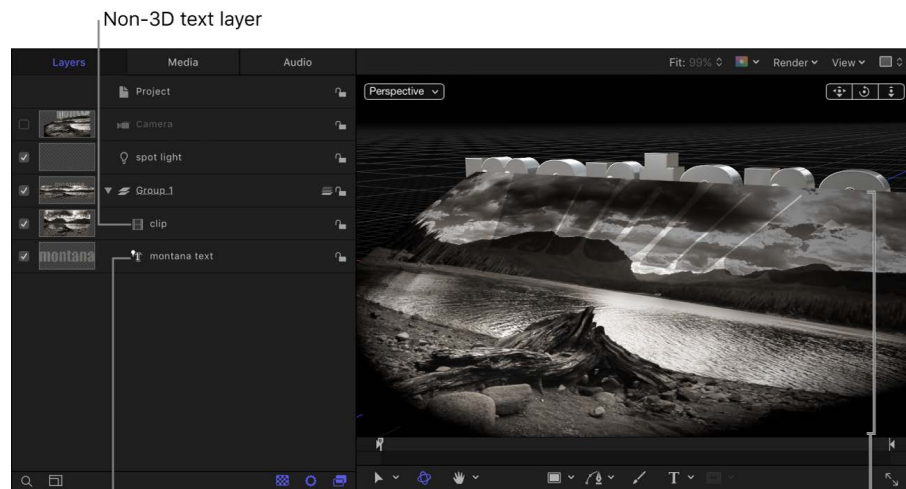 Non-3D text layer
Layers Media Audio
Fit: 99% Render View
Project
Perspective
Camera
spot light
Group 1
clip
montana
montana text
montana
T